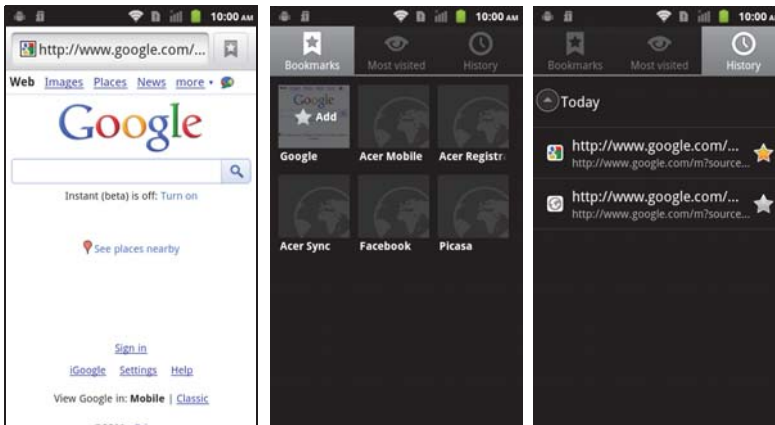 10:00 AM
http://www.google.com/...
Web Images Places News more
Google
Instant (beta) is off: Turn on
See places nearby
Sign in
iGoogle Settings Help
View Google in: Mobile | Classic
10:00 AM
Bookmarks Most visited History
Google
Add
Google Acer Mobile Acer Registra
Acer Sync Facebook Picasa
10:00 A
Bookmarks Most visited History
Today
http://www.google.com/...
http://www.google.com/m?source...
http://www.google.com/...
http://www.google.com/m?source...